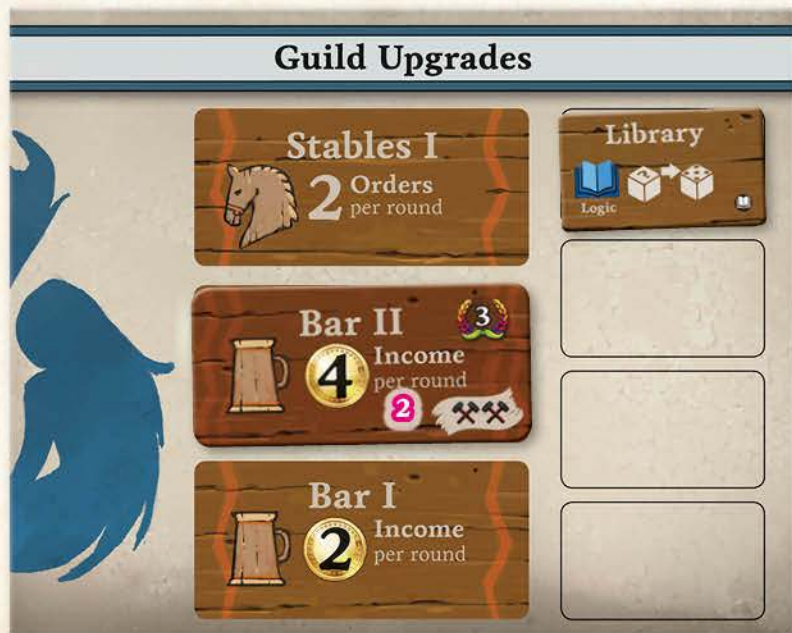 Guild Upgrades
Stables I
2 Orders
per round
Library
2
Logic
Bar II
3
4 Income
per round
2
Bar I
2 Income
per round